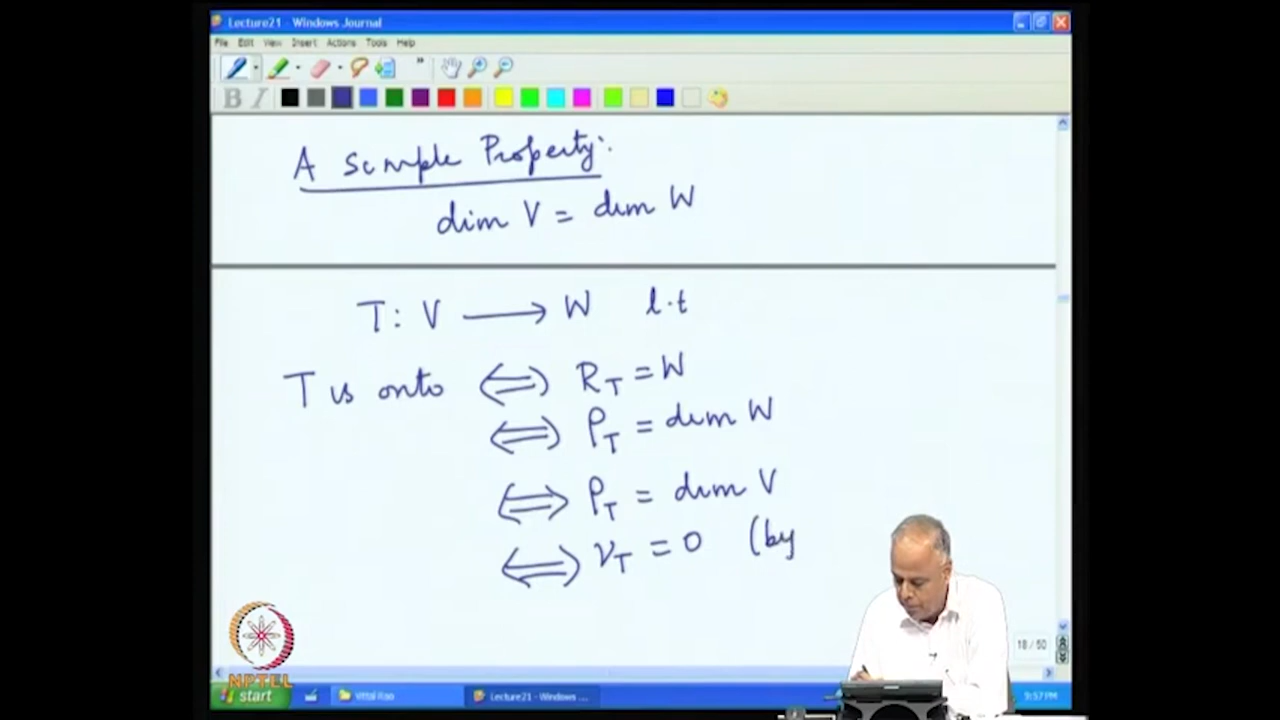 Lecture21 - Windows Journal
File Edit View Insert Actions Tools Help
B I
A simple Property:
dim V = dim W
T: V ⟶ W l.t
T is onto ⟺ R_T = W
⟺ ρ_T = dim W
⟺ ρ_T = dim V
⟺ ν_T = 0 (by
18 / 50
NPTEL
start Vittal Rao Lecture21 - Windows ... 9:57 PM